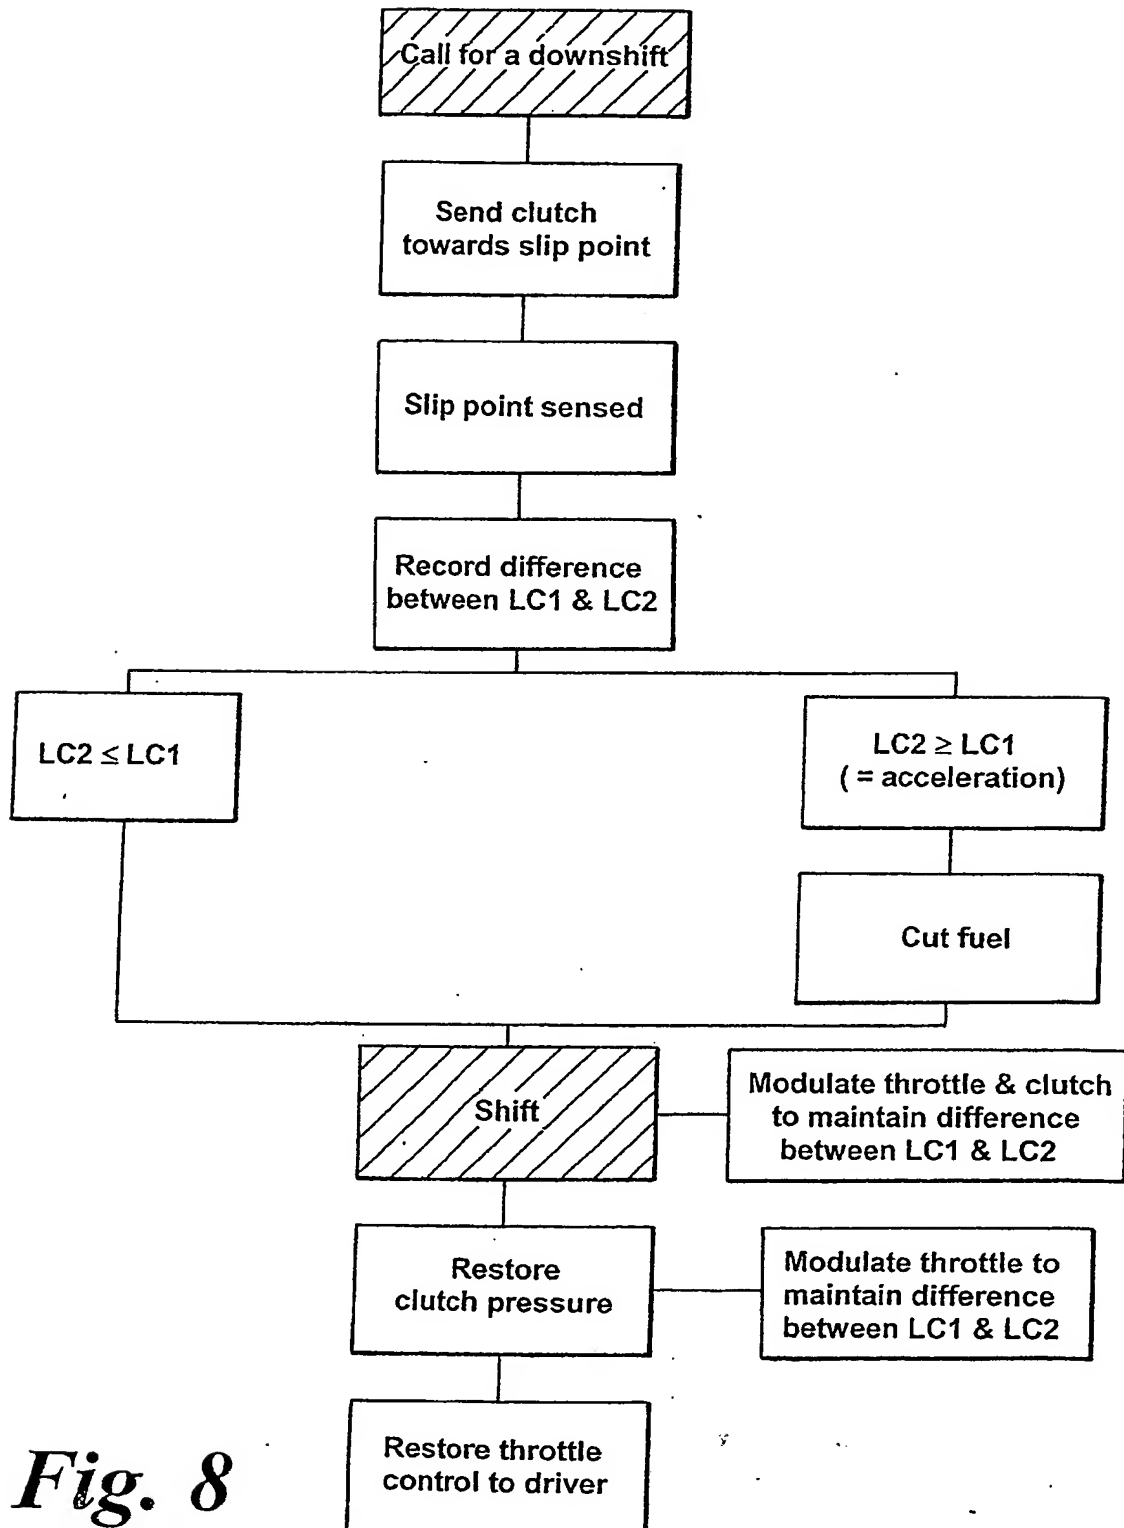 Call for a downshift
Send clutch
towards slip point
Slip point sensed
Record difference
between LC1 & LC2
LC2 ≤ LC1
LC2 ≥ LC1
( = acceleration)
Cut fuel
Shift
Modulate throttle & clutch
to maintain difference
between LC1 & LC2
Restore
clutch pressure
Modulate throttle to
maintain difference
between LC1 & LC2
Restore throttle
control to driver
Fig. 8